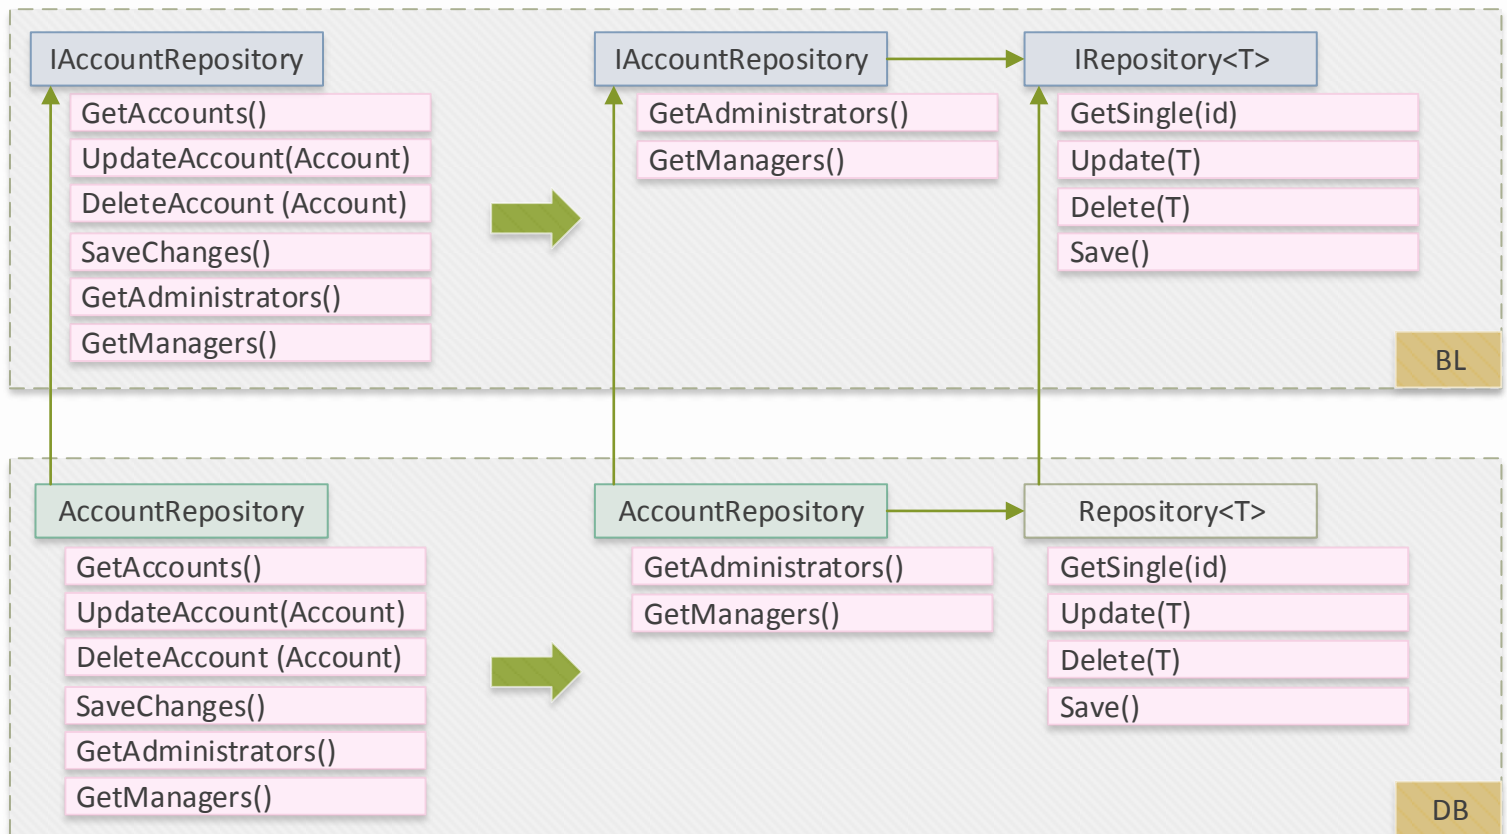 IAccountRepository
GetAccounts()
UpdateAccount(Account)
DeleteAccount (Account)
SaveChanges()
GetAdministrators()
GetManagers()
IAccountRepository
GetAdministrators()
GetManagers()
IRepository<T>
GetSingle(id)
Update(T)
Delete(T)
Save()
BL
AccountRepository
GetAccounts()
UpdateAccount(Account)
DeleteAccount (Account)
SaveChanges()
GetAdministrators()
GetManagers()
AccountRepository
GetAdministrators()
GetManagers()
Repository<T>
GetSingle(id)
Update(T)
Delete(T)
Save()
DB